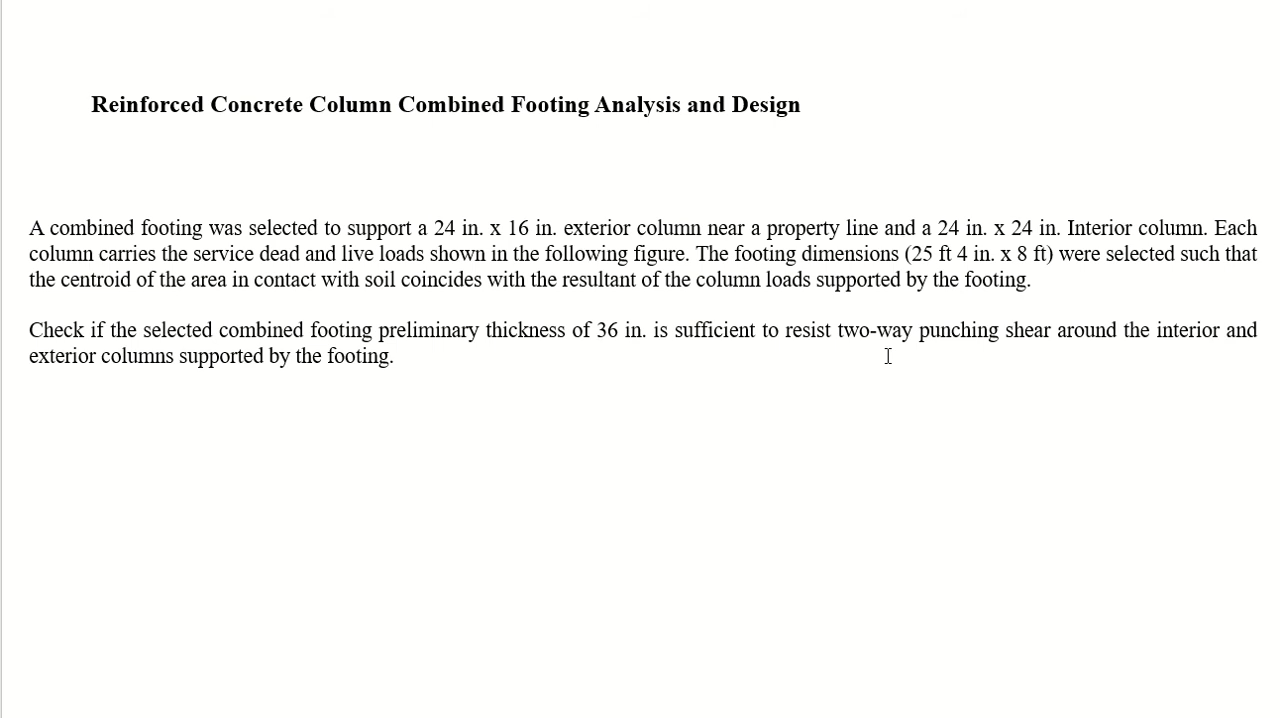 Reinforced Concrete Column Combined Footing Analysis and Design
A combined footing was selected to support a 24 in. x 16 in. exterior column near a property line and a 24 in. x 24 in. Interior column. Each
column carries the service dead and live loads shown in the following figure. The footing dimensions (25 ft 4 in. x 8 ft) were selected such that
the centroid of the area in contact with soil coincides with the resultant of the column loads supported by the footing.
Check if the selected combined footing preliminary thickness of 36 in. is sufficient to resist two-way punching shear around the interior and
exterior columns supported by the footing.